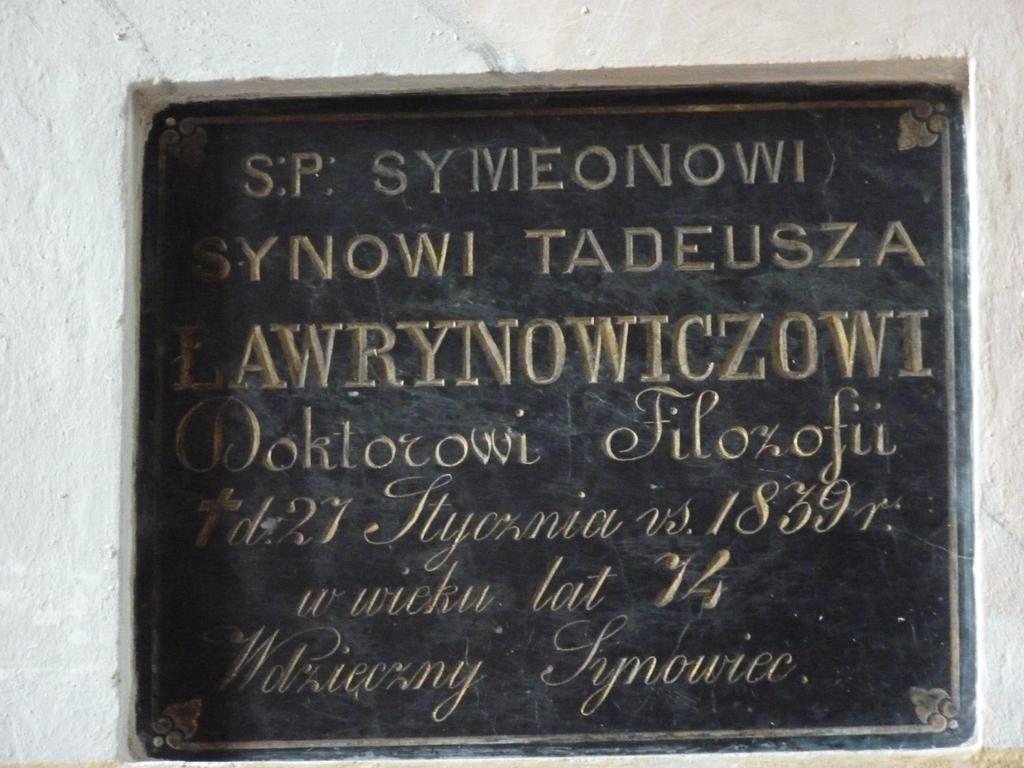 S:P: SYMEONOWI
SYNOWI TADEUSZA
ŁAWRYNOWICZOWI
Doktorowi Filozofii
† d. 27 Stycznia vs. 1839 r.
w wieku lat 74
Wdzięczny Synowiec.